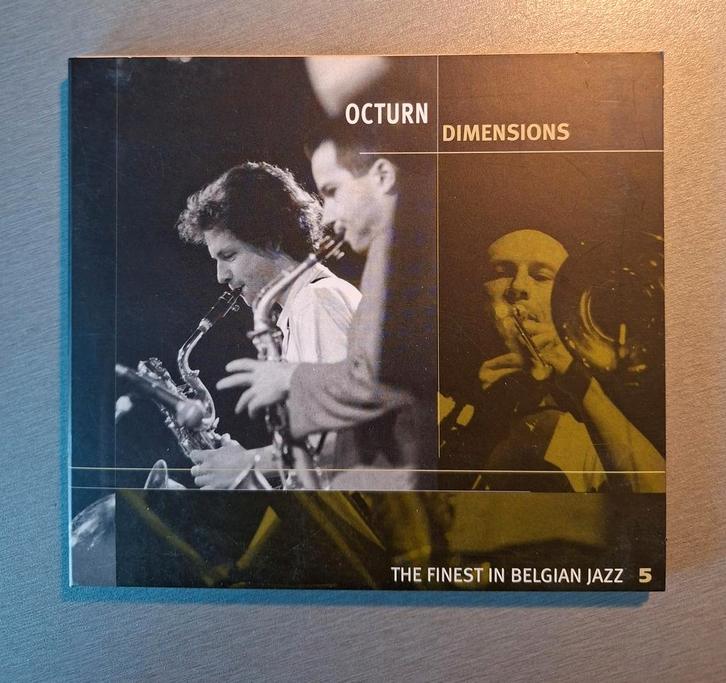 OCTURN
DIMENSIONS
THE FINEST IN BELGIAN JAZZ 5